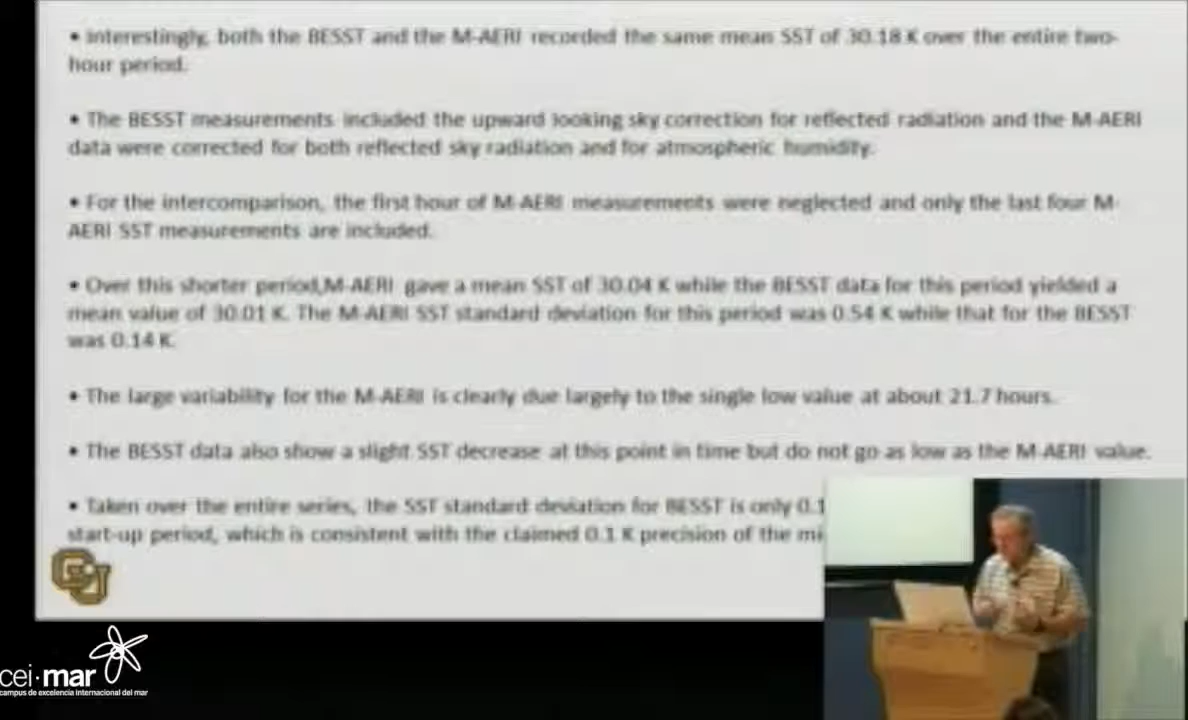 • Interestingly, both the BESST and the M-AERI recorded the same mean SST of 30.18 K over the entire two-
hour period.
• The BESST measurements included the upward looking sky correction for reflected radiation and the M-AERI
data were corrected for both reflected sky radiation and for atmospheric humidity.
• For the intercomparison, the first hour of M-AERI measurements were neglected and only the last four M-
AERI SST measurements are included.
• Over this shorter period,M-AERI gave a mean SST of 30.04 K while the BESST data for this period yielded a
mean value of 30.01 K. The M-AERI SST standard deviation for this period was 0.54 K while that for the BESST
was 0.14 K.
• The large variability for the M-AERI is clearly due largely to the single low value at about 21.7 hours.
• The BESST data also show a slight SST decrease at this point in time but do not go as low as the M-AERI value.
• Taken over the entire series, the SST standard deviation for BESST is only 0.1
start-up period, which is consistent with the claimed 0.1 K precision of the mi
CU
cei·mar
campus de excelencia internacional del mar